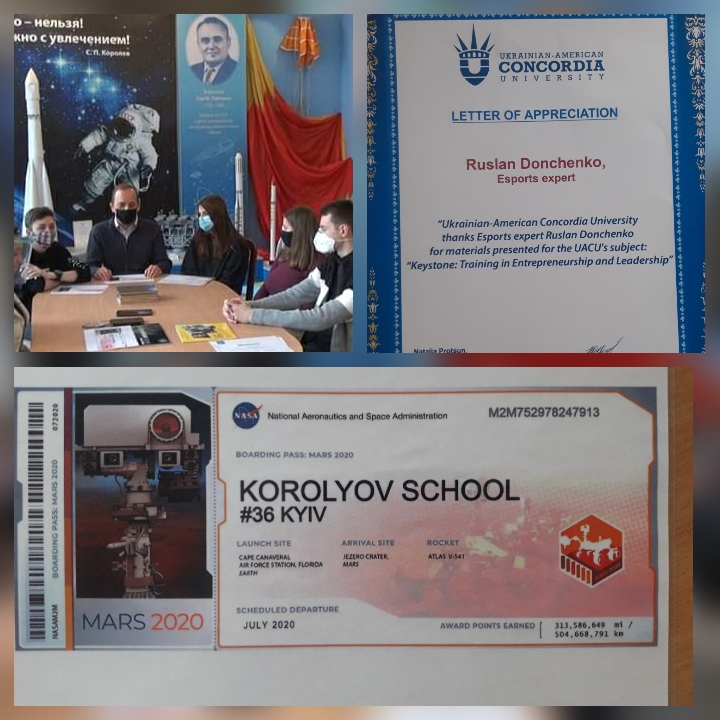 о – нельзя!
жно с увлечением!
С.П. Королев
UKRAINIAN-AMERICAN
CONCORDIA
UNIVERSITY
LETTER OF APPRECIATION
Ruslan Donchenko,
Esports expert
“Ukrainian-American Concordia University
thanks Esports expert Ruslan Donchenko
for materials presented for the UACU's subject:
“Keystone: Training in Entrepreneurship and Leadership”
Natalia Protsun,
NASA
National Aeronautics and Space Administration
M2M752978247913
BOARDING PASS: MARS 2020
KOROLYOV SCHOOL
#36 KYIV
LAUNCH SITE
ARRIVAL SITE
ROCKET
CAPE CANAVERAL
AIR FORCE STATION, FLORIDA
EARTH
JEZERO CRATER,
MARS
ATLAS V-541
SCHEDULED DEPARTURE
JULY 2020
AWARD POINTS EARNED
313,586,649 mi /
504,668,791 km
MARS 2020
NASAM2M
BOARDING PASS: MARS 2020
072020